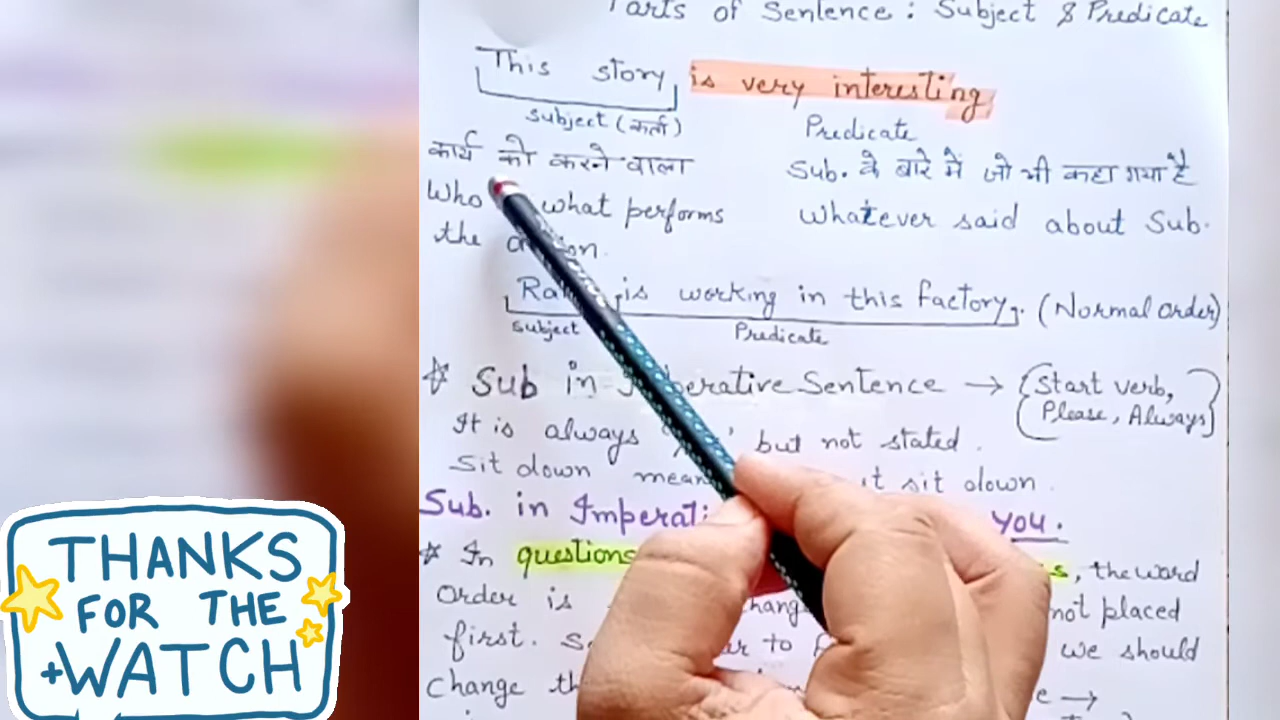 Parts of Sentence: Subject & Predicate
This story is very interesting
Subject (कर्ता) Predicate
कार्य को करने वाला Sub. के बारे में जो भी कहा गया है
Who what performs whatever said about Sub.
the
is working in this factory. (Normal Order)
Subject Predicate
☆ Sub in Sentence → {Start verb,
Please, Always}
It is always but not stated.
Sit down sit down.
Sub. in you.
☆ In questions, the word
Order is not placed
first. we should
Change →
THANKS
FOR THE
+WATCH